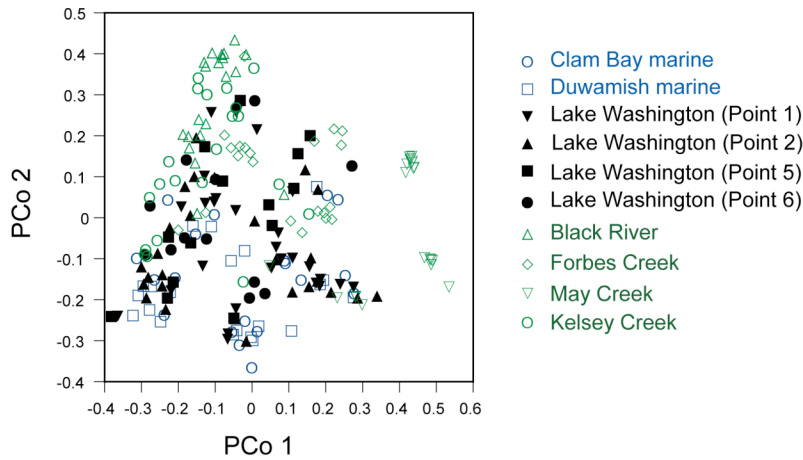 0.5
0.4
0.3
0.2
0.1
0
-0.1
-0.2
-0.3
-0.4
PCo 2
-0.4 -0.3 -0.2 -0.1 0 0.1 0.2 0.3 0.4 0.5 0.6
PCo 1
Clam Bay marine
Duwamish marine
Lake Washington (Point 1)
Lake Washington (Point 2)
Lake Washington (Point 5)
Lake Washington (Point 6)
Black River
Forbes Creek
May Creek
Kelsey Creek